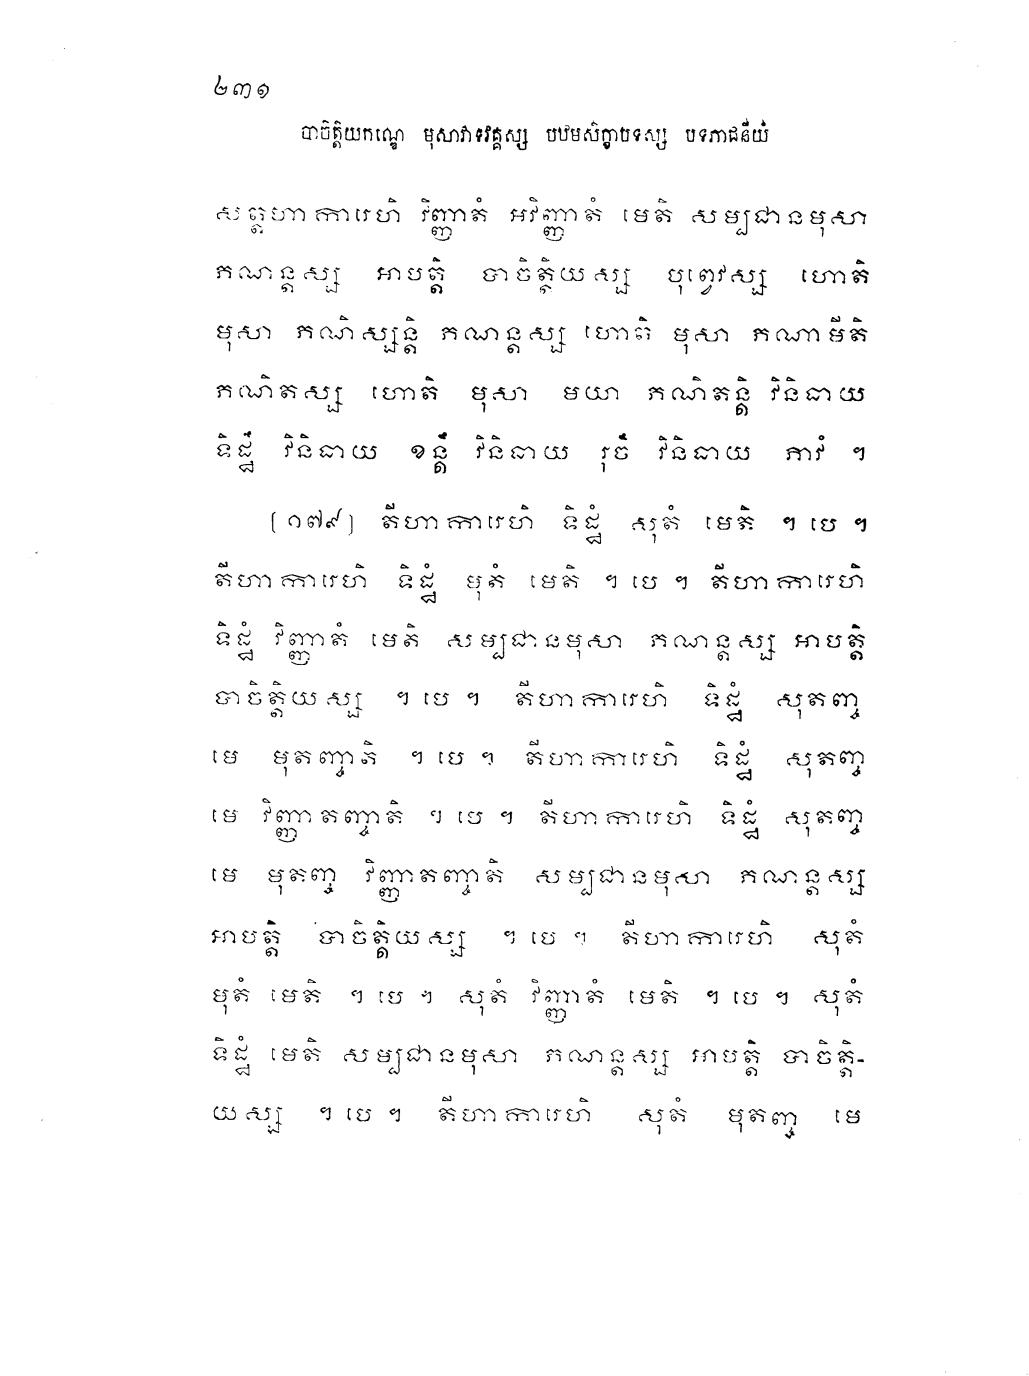 ២៣១
បាចិត្តិយកណ្ឌេ មុសាវាទវគ្គស្ស បឋមសិក្ខាបទស្ស បទភាជនីយំ
សត្តហាការេហិ វិញ្ញាតំ អវិញ្ញាតំ មេតិ សម្បជានមុសា
ភណន្តស្ស អាបត្តិ បាចិត្តិយស្ស បុព្វេវស្ស ហោតិ
មុសា ភណិស្សន្តិ ភណន្តស្ស ហោតិ មុសា ភណាមីតិ
ភណិតស្ស ហោតិ មុសា មយា ភណិតន្តិ វិនិធាយ
ទិដ្ឋឹ វិនិធាយ ខន្តឹ វិនិធាយ រុចឹ វិនិធាយ ភាវំ ។
(១៧៩) តីហាការេហិ ទិដ្ឋំ សុតំ មេតិ ។ បេ ។
តីហាការេហិ ទិដ្ឋំ មុតំ មេតិ ។ បេ ។ តីហាការេហិ
ទិដ្ឋំ វិញ្ញាតំ មេតិ សម្បជានមុសា ភណន្តស្ស អាបត្តិ
បាចិត្តិយស្ស ។ បេ ។ តីហាការេហិ ទិដ្ឋំ សុតញ្ច
មេ មុតញ្ចាតិ ។ បេ ។ តីហាការេហិ ទិដ្ឋំ សុតញ្ច
មេ វិញ្ញាតញ្ចាតិ ។ បេ ។ តីហាការេហិ ទិដ្ឋំ សុតញ្ច
មេ មុតញ្ច វិញ្ញាតញ្ចាតិ សម្បជានមុសា ភណន្តស្ស
អាបត្តិ បាចិត្តិយស្ស ។ បេ ។ តីហាការេហិ សុតំ
មុតំ មេតិ ។ បេ ។ សុតំ វិញ្ញាតំ មេតិ ។ បេ ។ សុតំ
ទិដ្ឋំ មេតិ សម្បជានមុសា ភណន្តស្ស អាបត្តិ បាចិត្តិ-
យស្ស ។ បេ ។ តីហាការេហិ សុតំ មុតញ្ច មេ